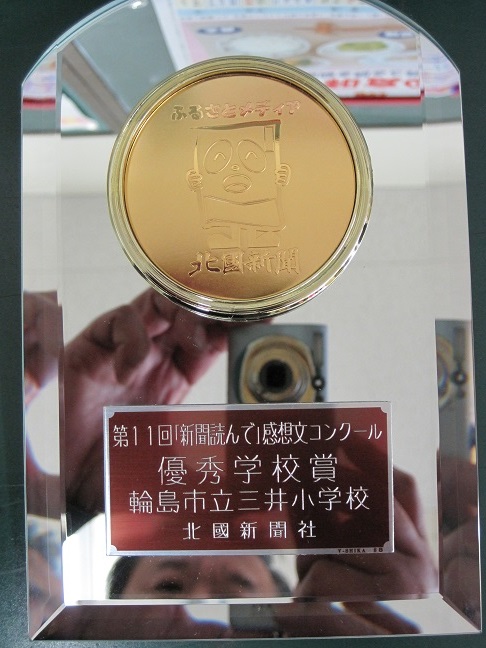 ふるさとメディア
北國新聞
第11回「新聞読んで」感想文コンクール
優秀学校賞
輪島市立三井小学校
北國新聞社